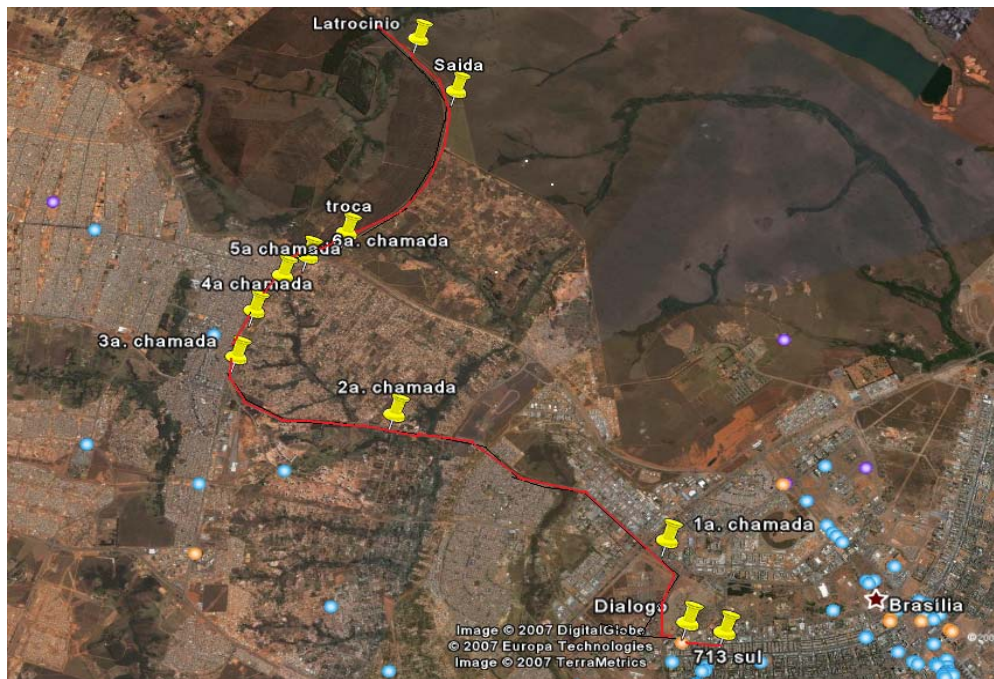 Latrocinio
Saida
troca
6a. chamada
5a chamada
4a chamada
3a. chamada
2a. chamada
1a. chamada
Dialogo
Brasília
Image © 2007 DigitalGlobe
© 2007 Europa Technologies
Image © 2007 TerraMetrics
713 sul